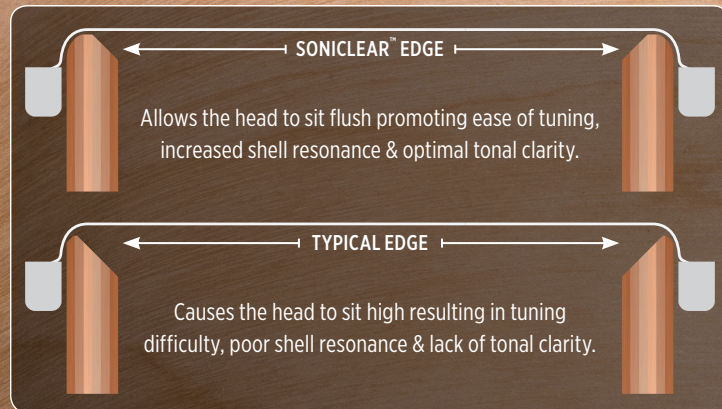 SONICLEAR™ EDGE
Allows the head to sit flush promoting ease of tuning,
increased shell resonance & optimal tonal clarity.
TYPICAL EDGE
Causes the head to sit high resulting in tuning
difficulty, poor shell resonance & lack of tonal clarity.